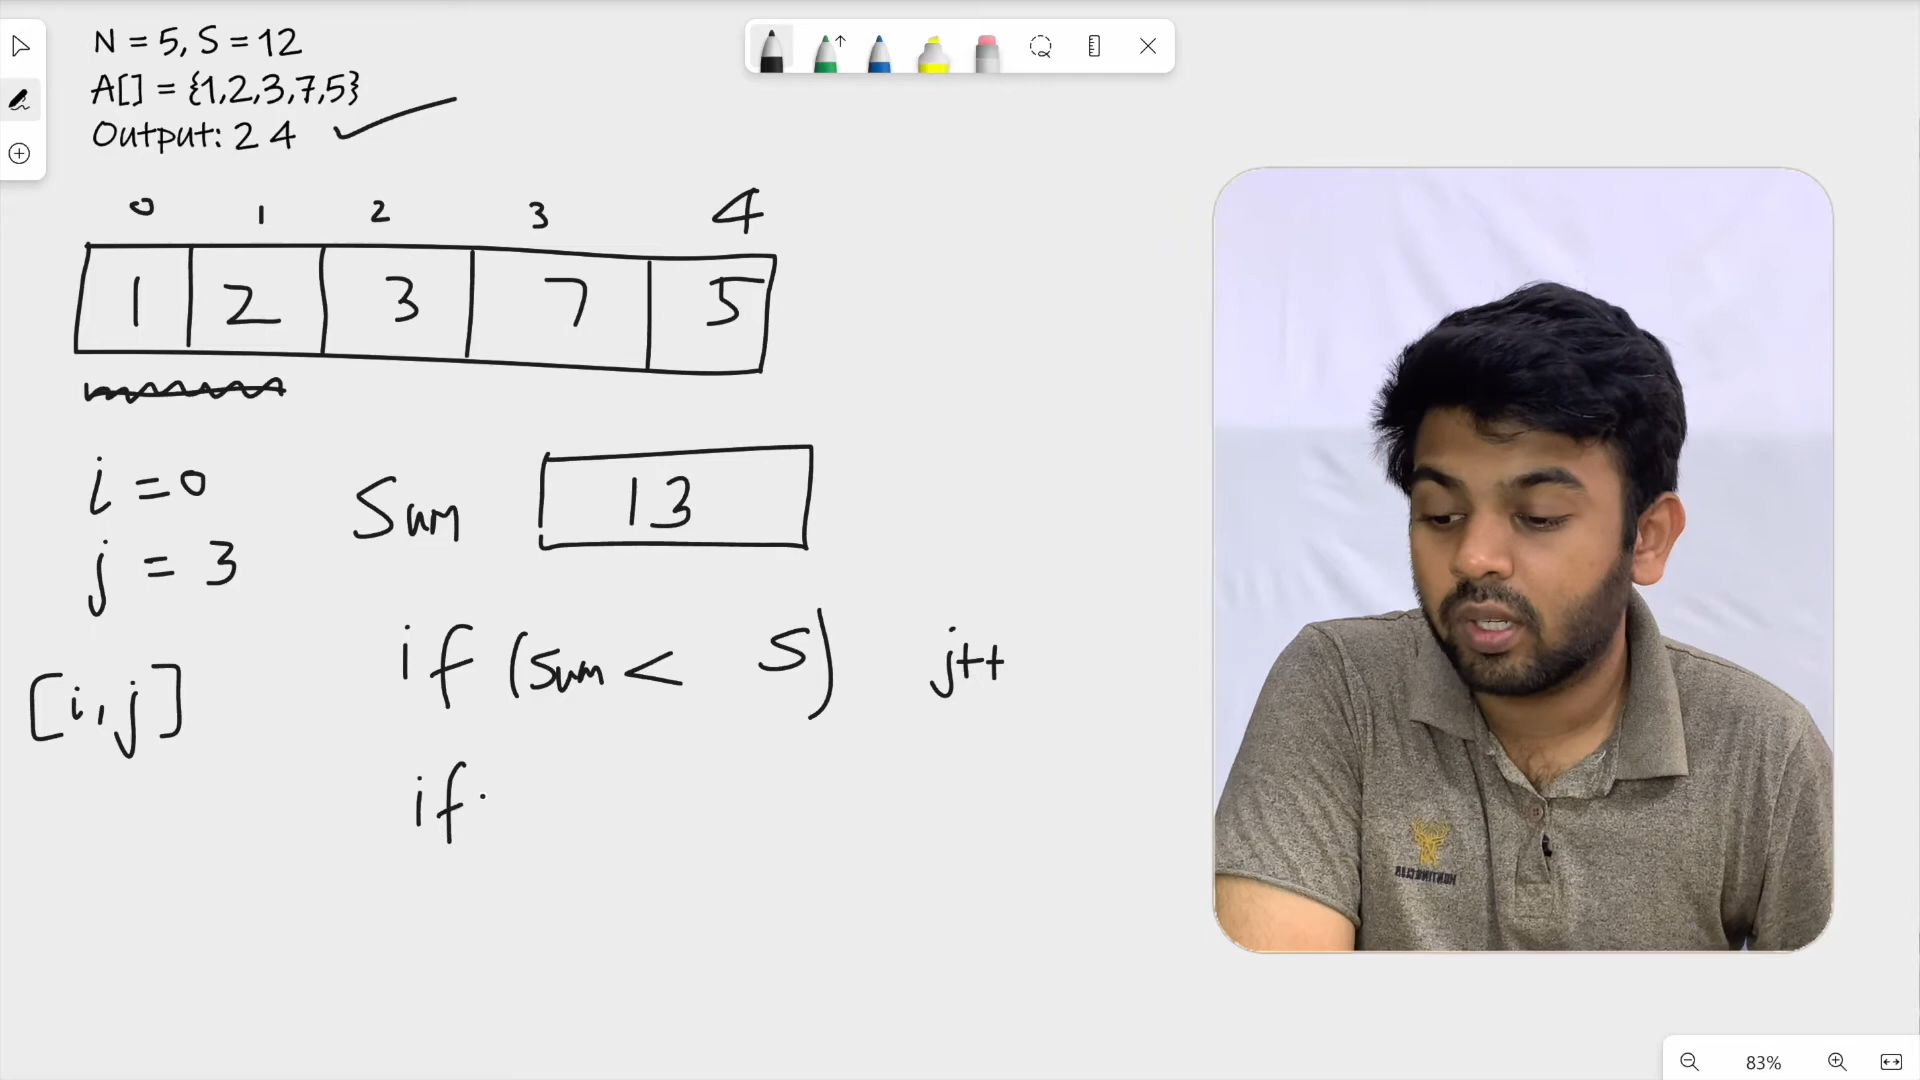 N = 5, S = 12
A[] = {1,2,3,7,5}
Output: 2 4
0 1 2 3 4
1 2 3 7 5
i = 0
j = 3
Sum 13
if (Sum < S) j++
[i, j]
if
83%